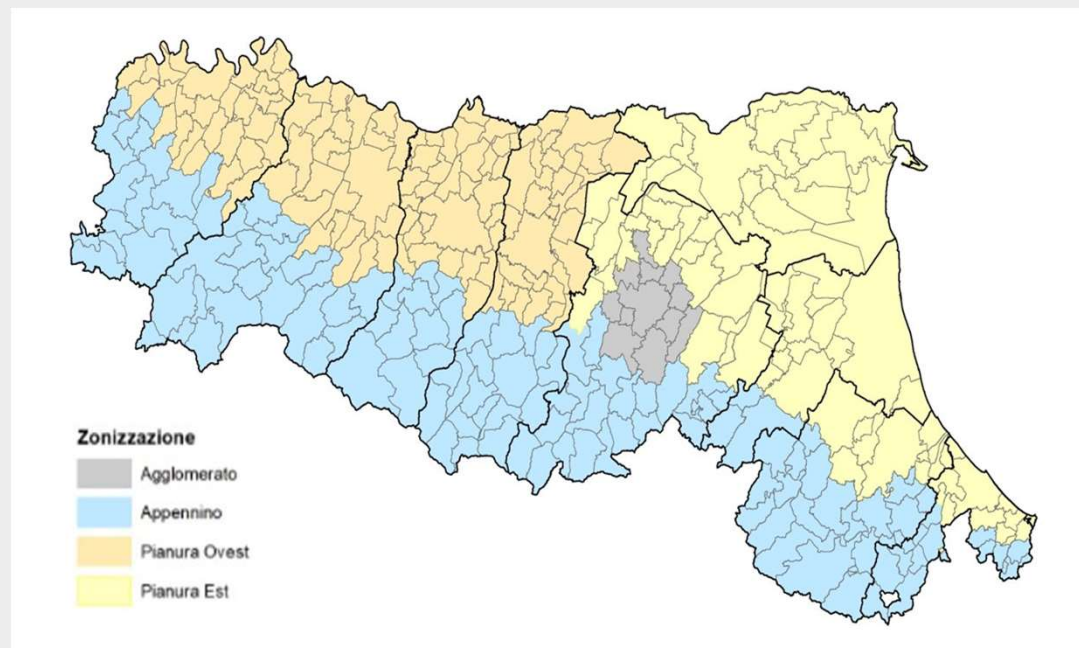 Zonizzazione
Agglomerato
Appennino
Pianura Ovest
Pianura Est